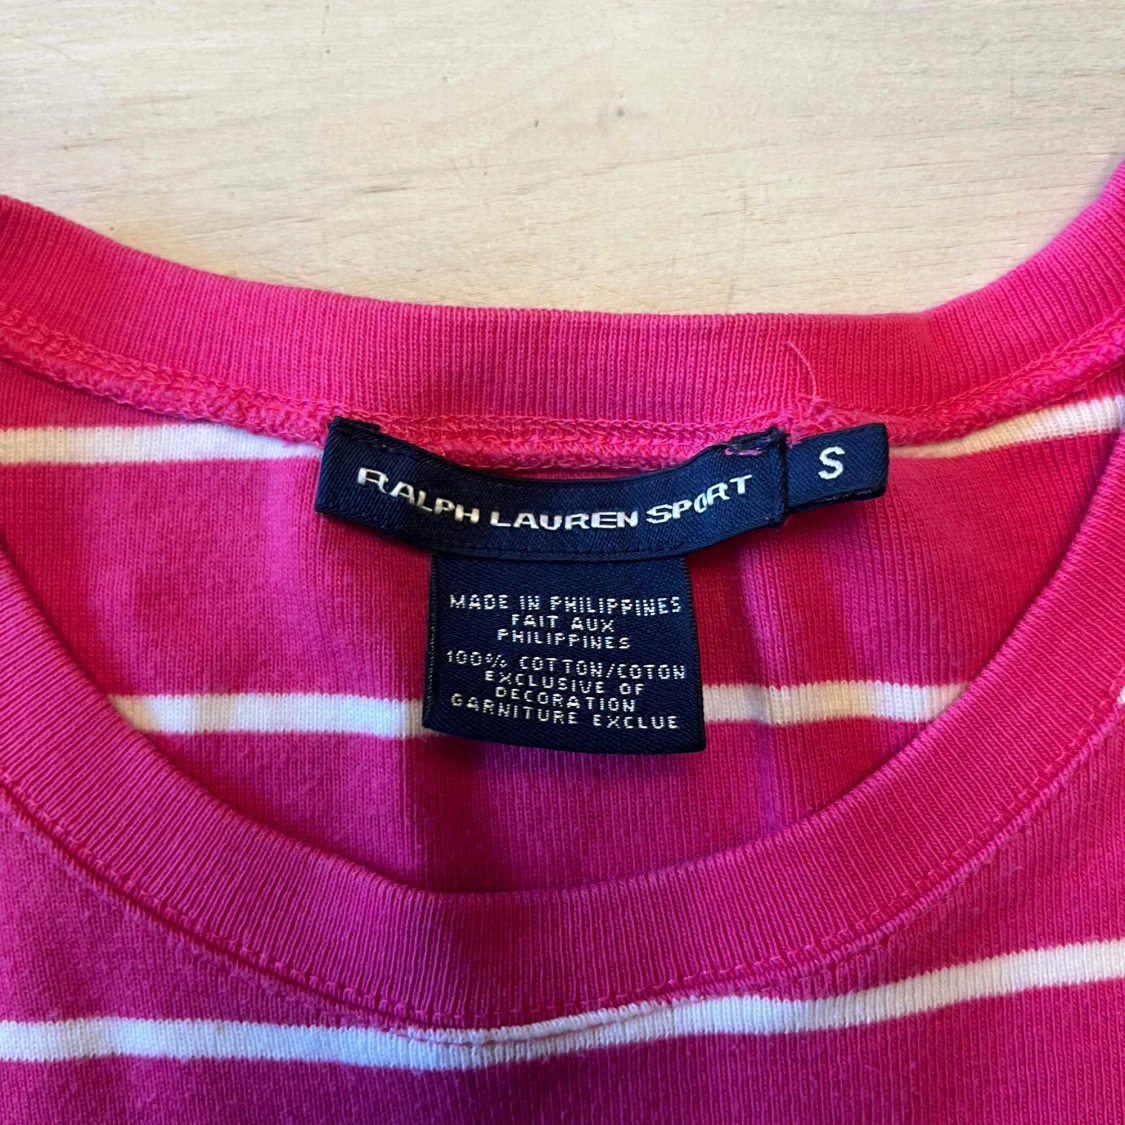 RALPH LAUREN SPORT
S
MADE IN PHILIPPINES
FAIT AUX
PHILIPPINES
100% COTTON/COTON
EXCLUSIVE OF
DECORATION
GARNITURE EXCLUE